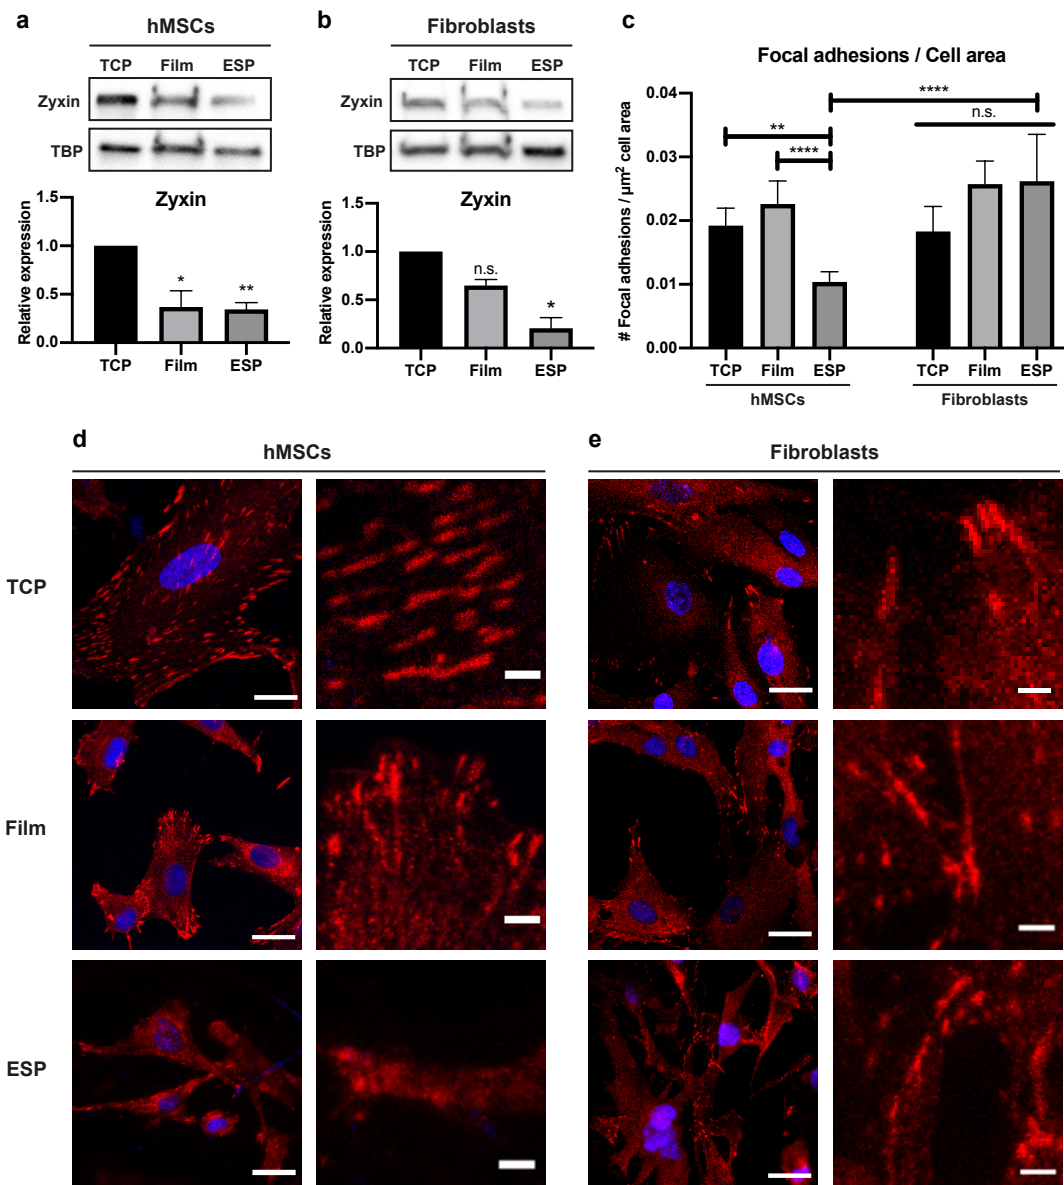 a
hMSCs
TCP Film ESP
Zyxin
TBP
Zyxin
Relative expression
1.5
1.0
0.5
0.0
*
**
TCP Film ESP
b
Fibroblasts
TCP Film ESP
Zyxin
TBP
Zyxin
Relative expression
1.5
1.0
0.5
0.0
n.s.
*
TCP Film ESP
c
Focal adhesions / Cell area
# Focal adhesions / µm² cell area
0.04
0.03
0.02
0.01
0.00
****
n.s.
**
****
TCP Film ESP TCP Film ESP
hMSCs Fibroblasts
d
hMSCs
e
Fibroblasts
TCP
Film
ESP